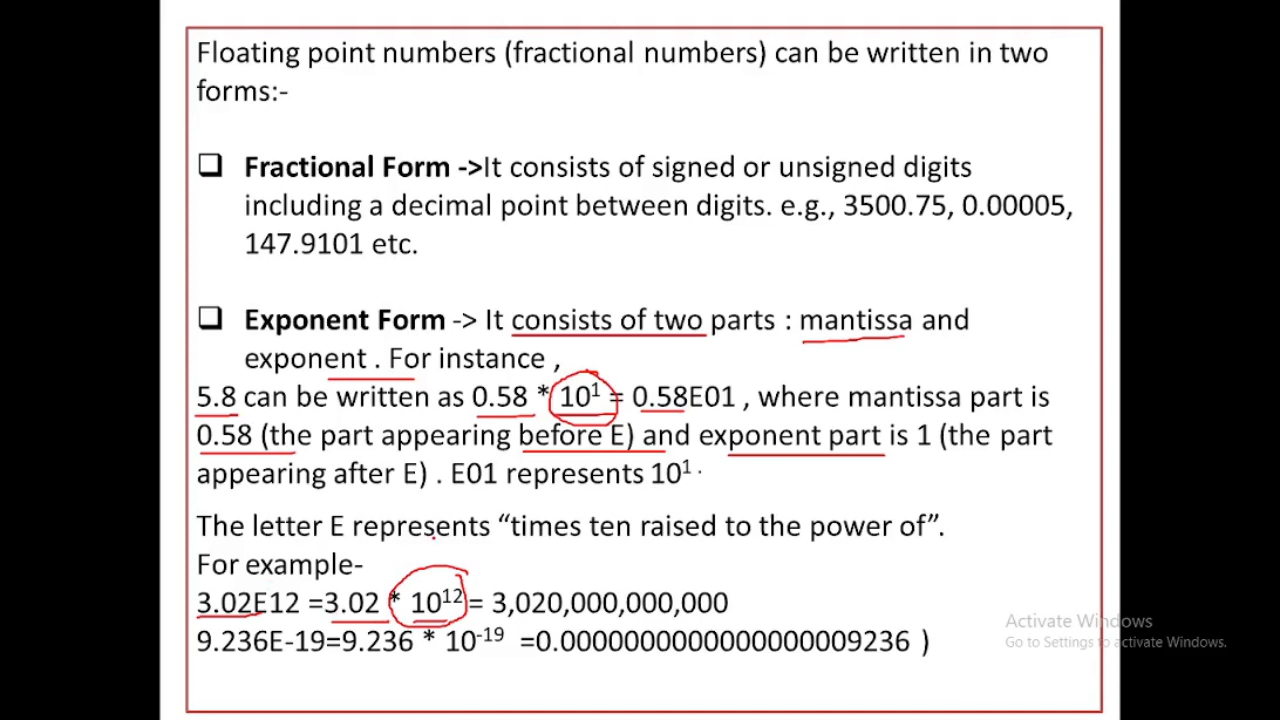 Floating point numbers (fractional numbers) can be written in two
forms:-
Fractional Form ->It consists of signed or unsigned digits
including a decimal point between digits. e.g., 3500.75, 0.00005,
147.9101 etc.
Exponent Form -> It consists of two parts : mantissa and
exponent . For instance ,
5.8 can be written as 0.58 * 10¹ = 0.58E01 , where mantissa part is
0.58 (the part appearing before E) and exponent part is 1 (the part
appearing after E) . E01 represents 10¹ .
The letter E represents “times ten raised to the power of”.
For example-
3.02E12 =3.02 * 10¹²= 3,020,000,000,000
9.236E-19=9.236 * 10⁻¹⁹ =0.0000000000000000009236 )
Activate Windows
Go to Settings to activate Windows.